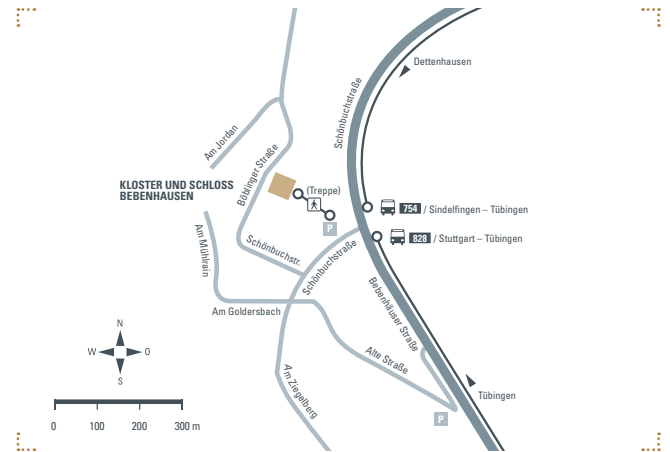 Dettenhausen
Schönbuchstraße
Am Jordan
Böblinger Straße
KLOSTER UND SCHLOSS
BEBENHAUSEN
(Treppe)
P
754 / Sindelfingen – Tübingen
828 / Stuttgart – Tübingen
Am Mühlrain
Schönbuchstr.
Schönbuchstraße
Am Goldersbach
Bebenhäuser Straße
Alte Straße
Am Ziegelberg
Tübingen
P
N
W
O
S
0 100 200 300 m